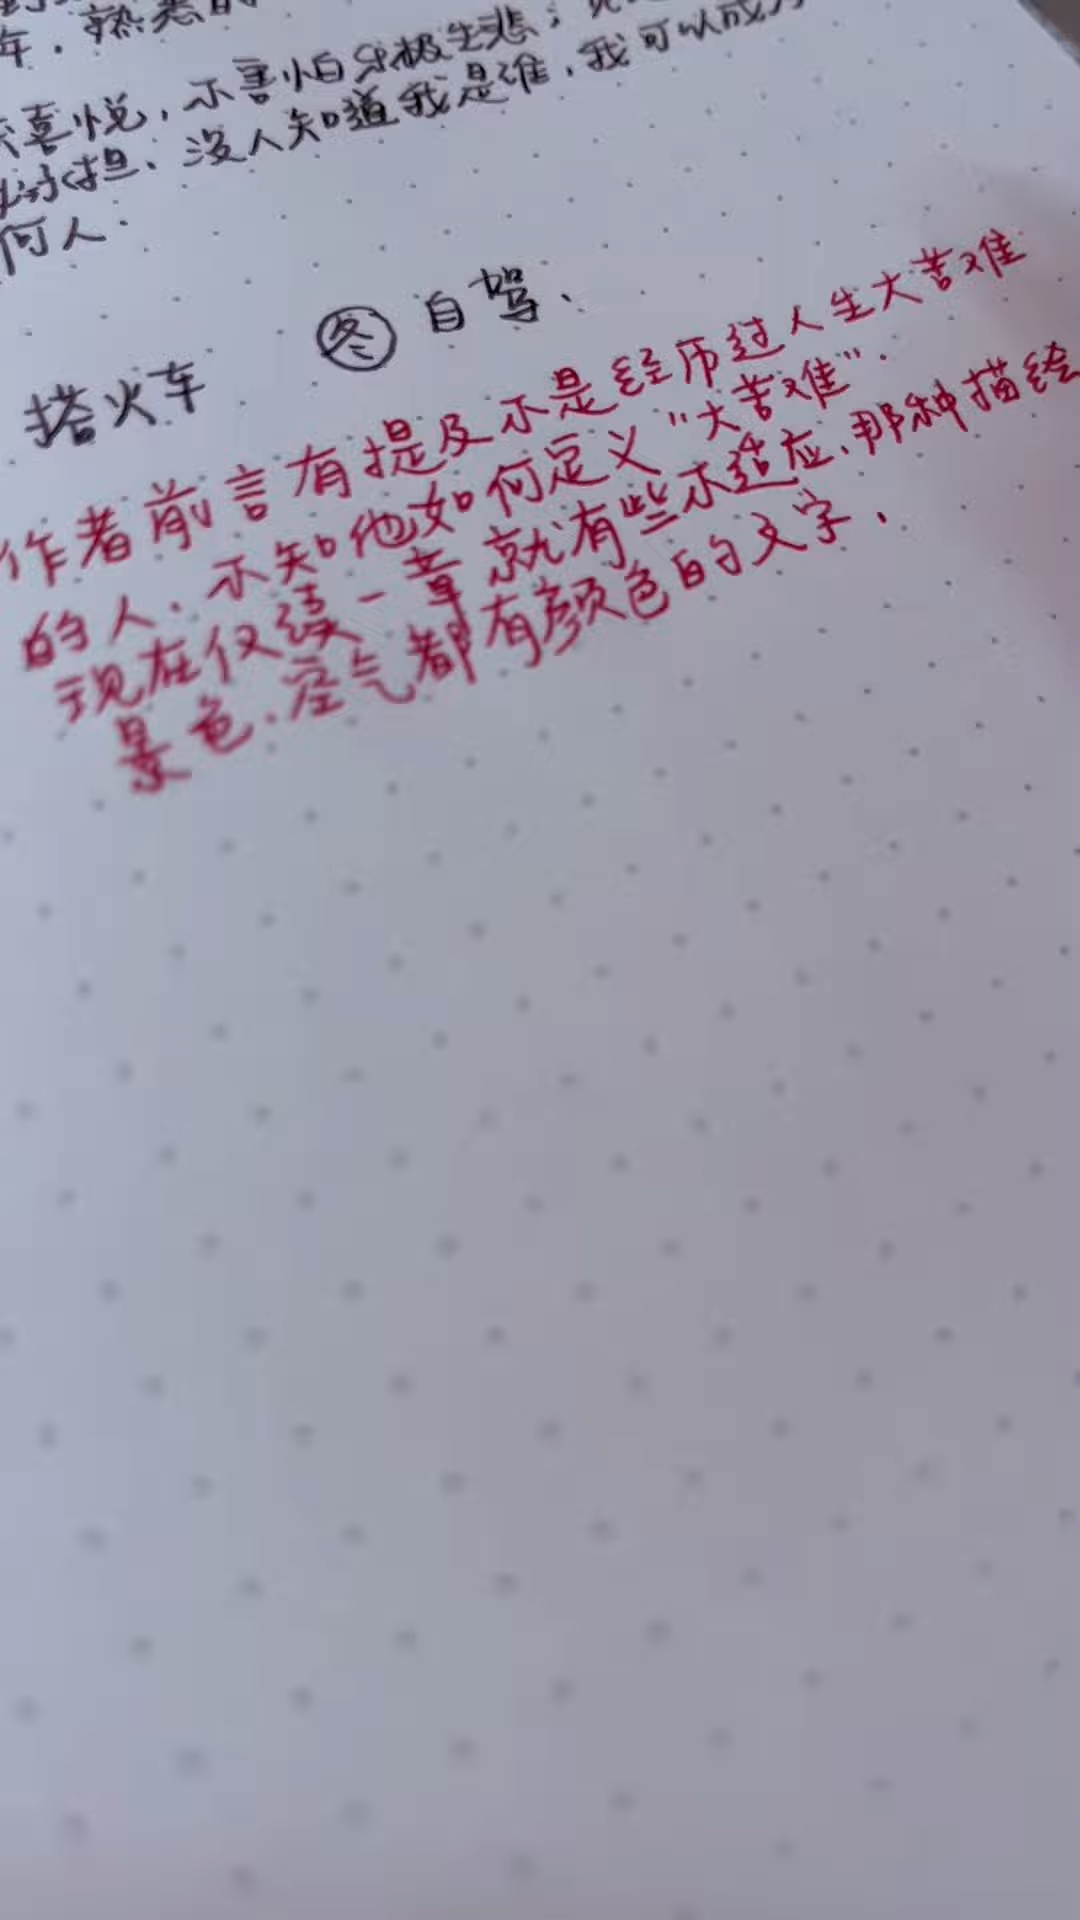 年．熟悉的
喜悦，不害怕乐极生悲；
没人知道我是谁．我可以成为
何人．
搭火车 冬 自驾、
作者前言有提及不是经历过人生大苦难
的人．不知他如何定义“大苦难”．
现在仅读一章就有些不适应、那种描绘
景色．空气都有颜色的文字、